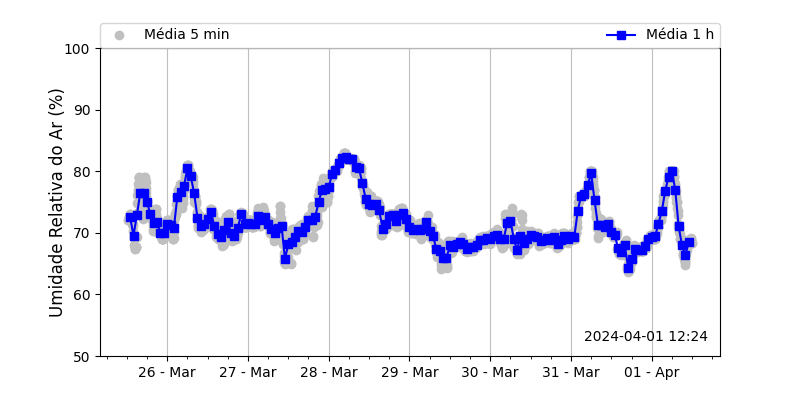 Média 5 min
Média 1 h
Umidade Relativa do Ar (%)
100
90
80
70
60
50
2024-04-01 12:24
26 - Mar
27 - Mar
28 - Mar
29 - Mar
30 - Mar
31 - Mar
01 - Apr